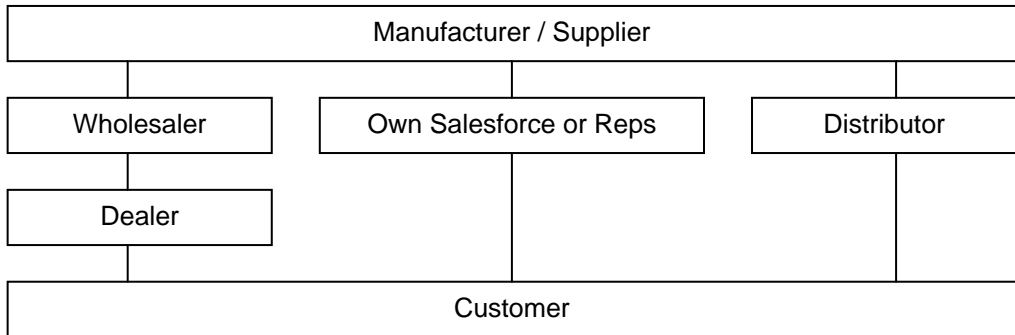 Manufacturer / Supplier
Wholesaler
Own Salesforce or Reps
Distributor
Dealer
Customer